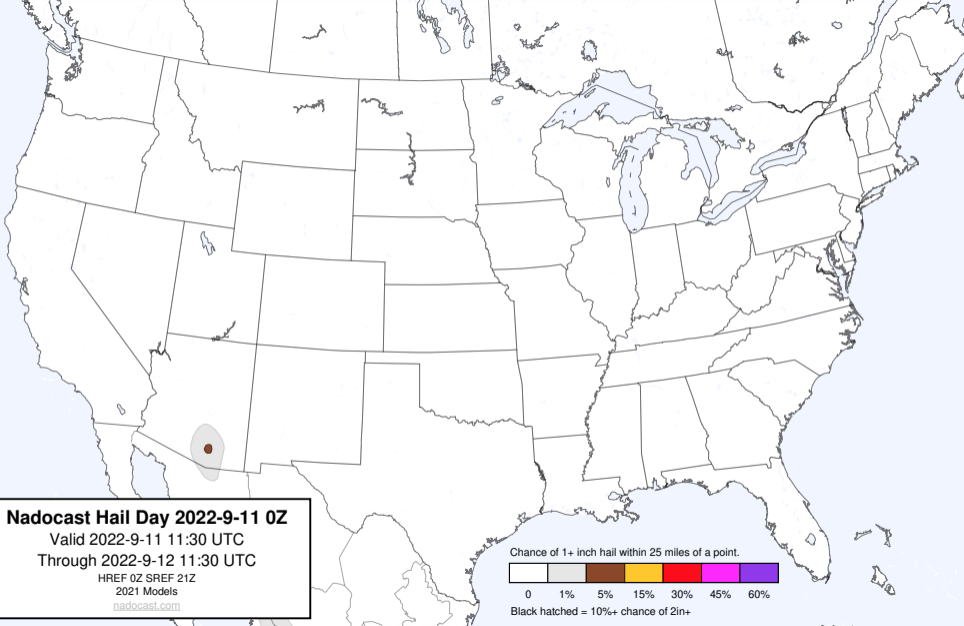 Nadocast Hail Day 2022-9-11 0Z
Valid 2022-9-11 11:30 UTC
Through 2022-9-12 11:30 UTC
HREF 0Z SREF 21Z
2021 Models
nadocast.com
Chance of 1+ inch hail within 25 miles of a point.
0 1% 5% 15% 30% 45% 60%
Black hatched = 10%+ chance of 2in+